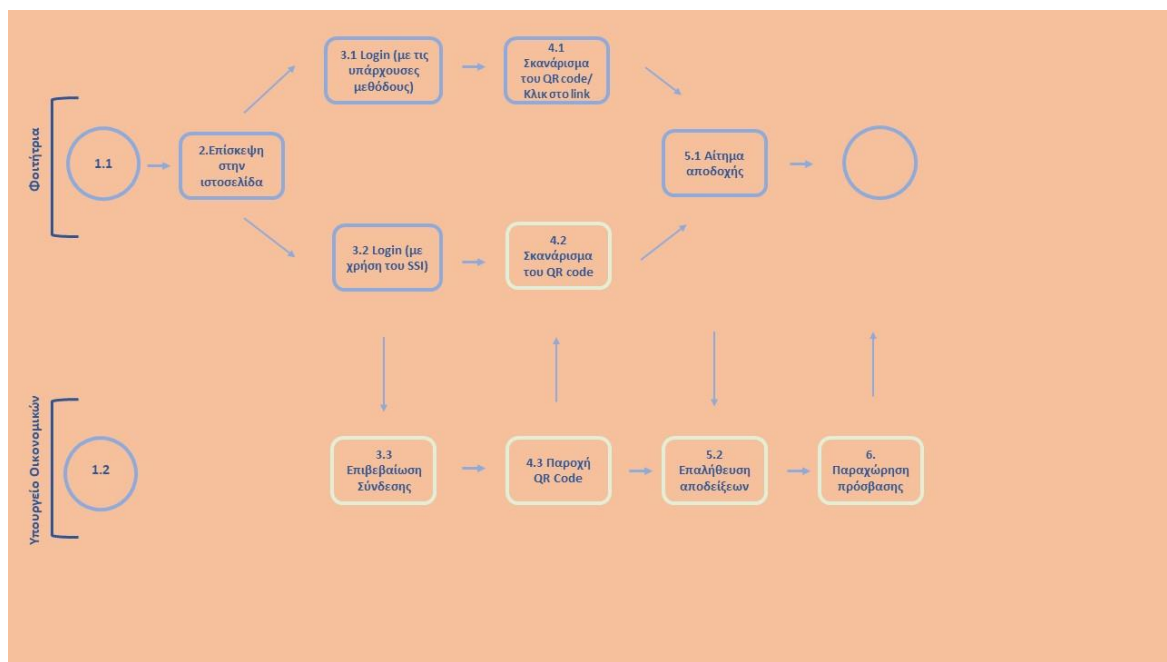 Φοιτήτρια
1.1
2.Επίσκεψη
στην
ιστοσελίδα
3.1 Login (με τις
υπάρχουσες
μεθόδους)
4.1
Σκανάρισμα
του QR code/
Κλικ στο link
3.2 Login (με
χρήση του SSI)
4.2
Σκανάρισμα
του QR code
5.1 Αίτημα
αποδοχής
Υπουργείο Οικονομικών
1.2
3.3
Επιβεβαίωση
Σύνδεσης
4.3 Παροχή
QR Code
5.2
Επαλήθευση
αποδείξεων
6.
Παραχώρηση
πρόσβασης